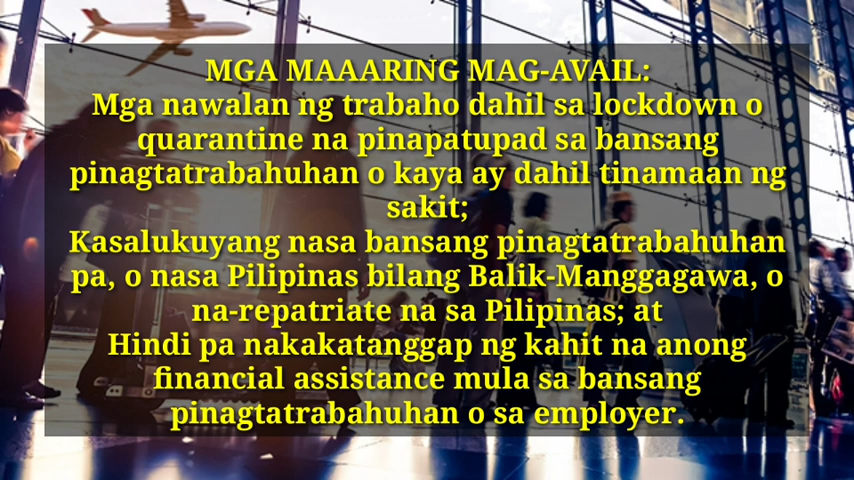 MGA MAAARING MAG-AVAIL:
Mga nawalan ng trabaho dahil sa lockdown o
quarantine na pinapatupad sa bansang
pinagtatrabahuhan o kaya ay dahil tinamaan ng
sakit;
Kasalukuyang nasa bansang pinagtatrabahuhan
pa, o nasa Pilipinas bilang Balik-Manggagawa, o
na-repatriate na sa Pilipinas; at
Hindi pa nakakatanggap ng kahit na anong
financial assistance mula sa bansang
pinagtatrabahuhan o sa employer.